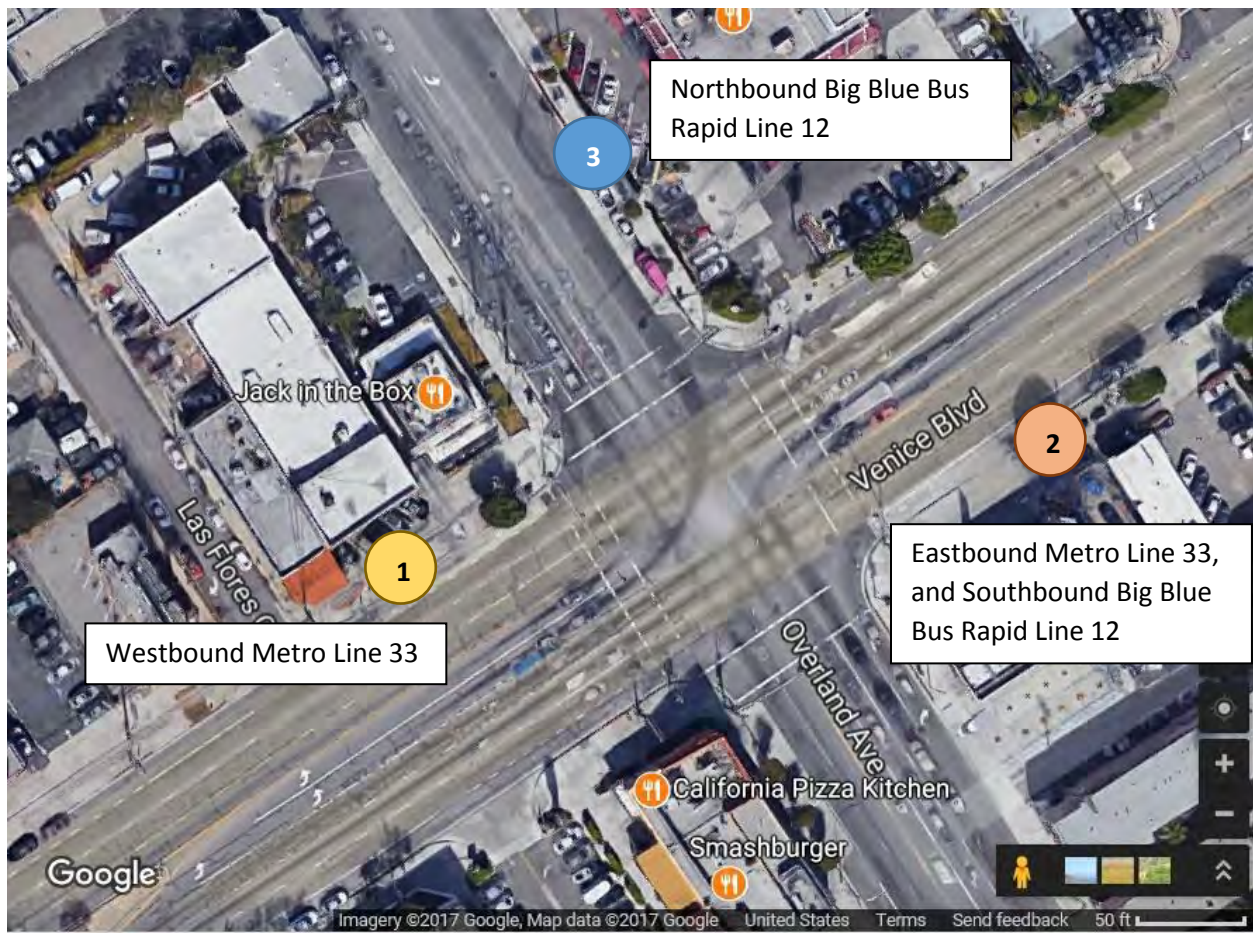 Northbound Big Blue Bus
Rapid Line 12
3
Jack in the Box
Venice Blvd
2
1
Las Flores C
Eastbound Metro Line 33,
and Southbound Big Blue
Bus Rapid Line 12
Westbound Metro Line 33
Overland Ave
California Pizza Kitchen
Smashburger
Google
Imagery ©2017 Google, Map data ©2017 Google United States Terms Send feedback 50 ft